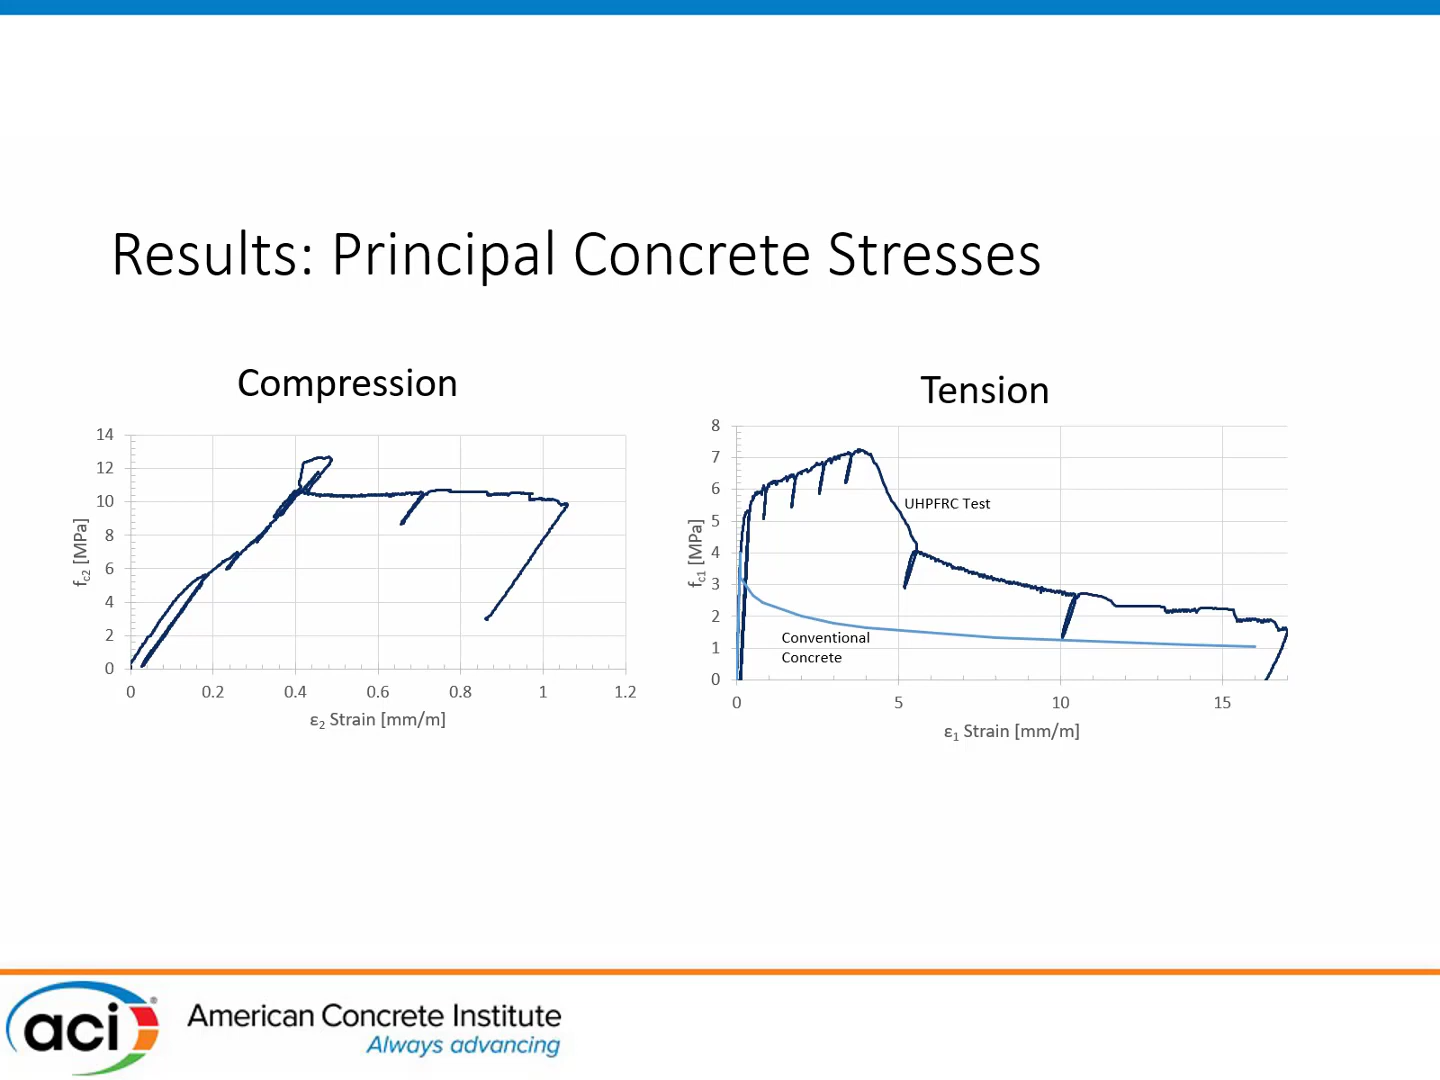 Results: Principal Concrete Stresses
Compression
14
12
10
8
6
4
2
0
fc2 [MPa]
0 0.2 0.4 0.6 0.8 1 1.2
ε2 Strain [mm/m]
Tension
8
7
6
5
4
3
2
1
0
fc1 [MPa]
UHPFRC Test
Conventional
Concrete
0 5 10 15
ε1 Strain [mm/m]
aci®
American Concrete Institute
Always advancing